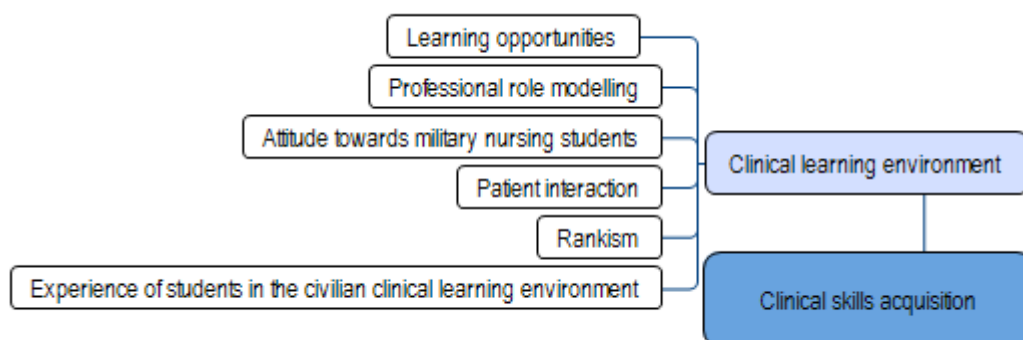 Learning opportunities
Professional role modelling
Attitude towards military nursing students
Clinical learning environment
Patient interaction
Rankism
Experience of students in the civilian clinical learning environment
Clinical skills acquisition